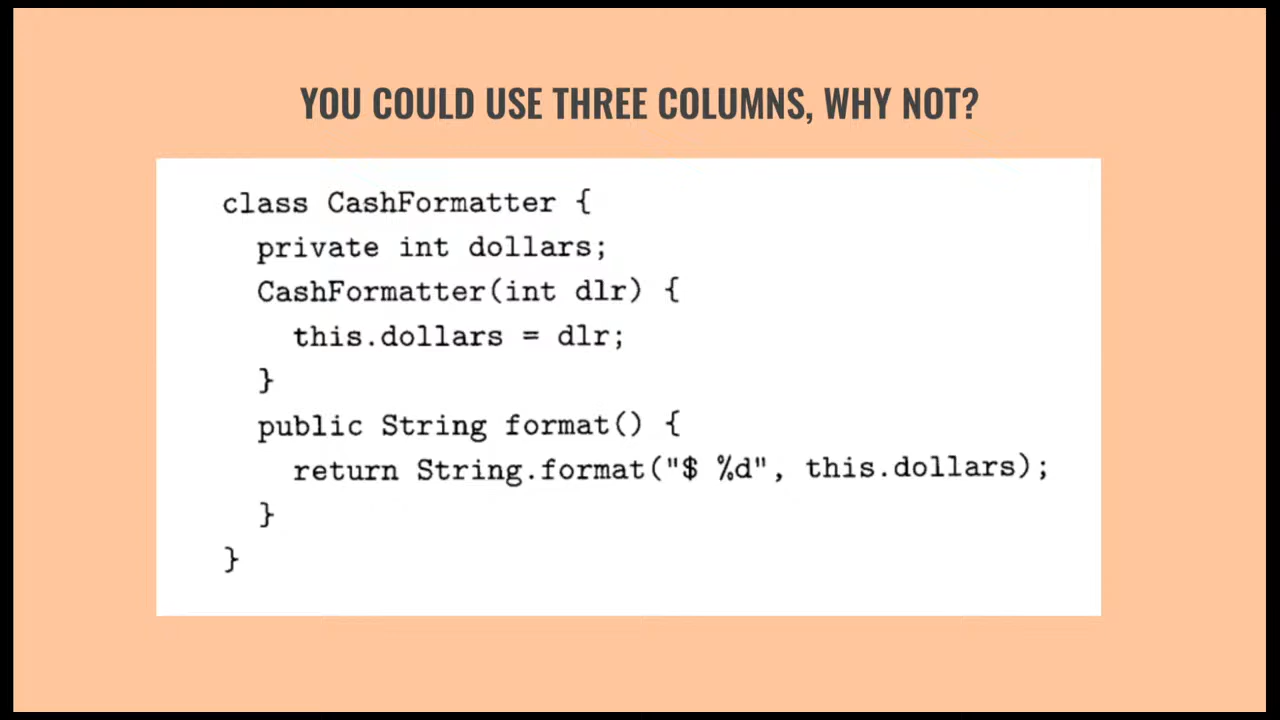 YOU COULD USE THREE COLUMNS, WHY NOT?
class CashFormatter {
  private int dollars;
  CashFormatter(int dlr) {
    this.dollars = dlr;
  }
  public String format() {
    return String.format("$ %d", this.dollars);
  }
}